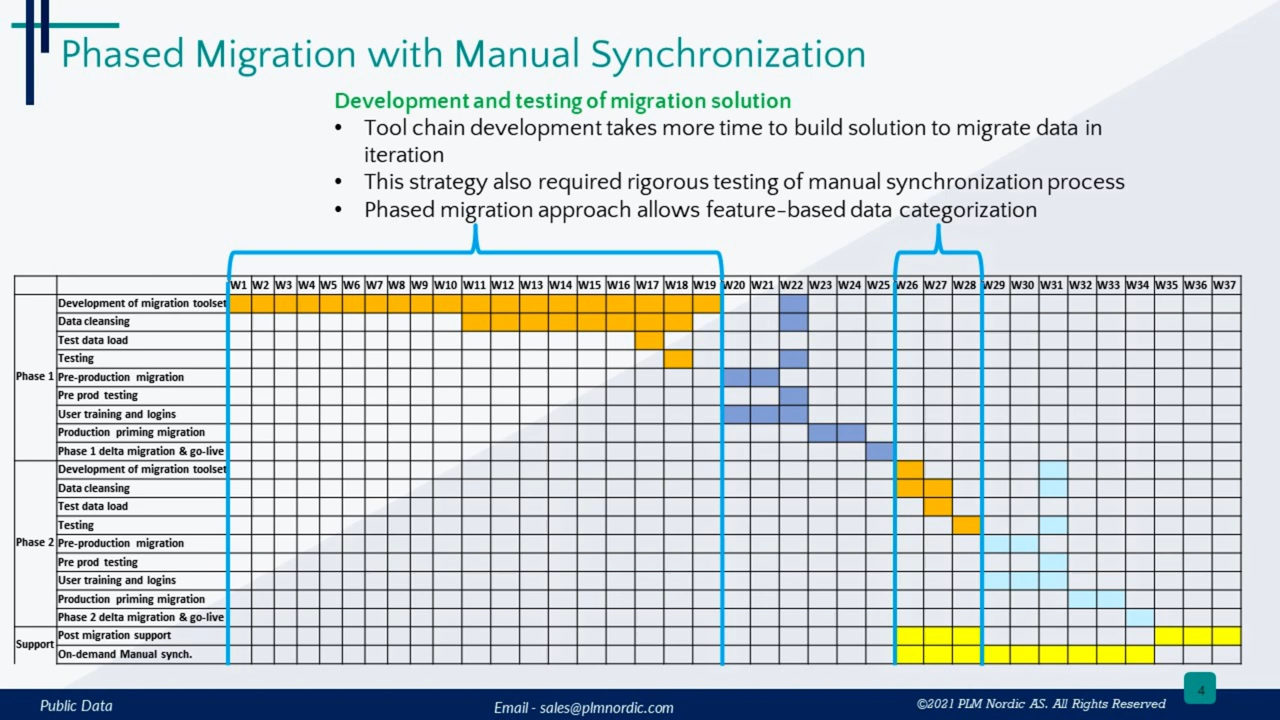 Phased Migration with Manual Synchronization
Development and testing of migration solution
• Tool chain development takes more time to build solution to migrate data in
iteration
• This strategy also required rigorous testing of manual synchronization process
• Phased migration approach allows feature-based data categorization
W1 W2 W3 W4 W5 W6 W7 W8 W9 W10 W11 W12 W13 W14 W15 W16 W17 W18 W19 W20 W21 W22 W23 W24 W25 W26 W27 W28 W29 W30 W31 W32 W33 W34 W35 W36 W37
Development of migration toolset
Data cleansing
Test data load
Testing
Phase 1 Pre-production migration
Pre prod testing
User training and logins
Production priming migration
Phase 1 delta migration & go-live
Development of migration toolset
Data cleansing
Test data load
Testing
Phase 2 Pre-production migration
Pre prod testing
User training and logins
Production priming migration
Phase 2 delta migration & go-live
Post migration support
Support
On-demand Manual synch.
4
Public Data
Email - sales@plmnordic.com
©2021 PLM Nordic AS. All Rights Reserved